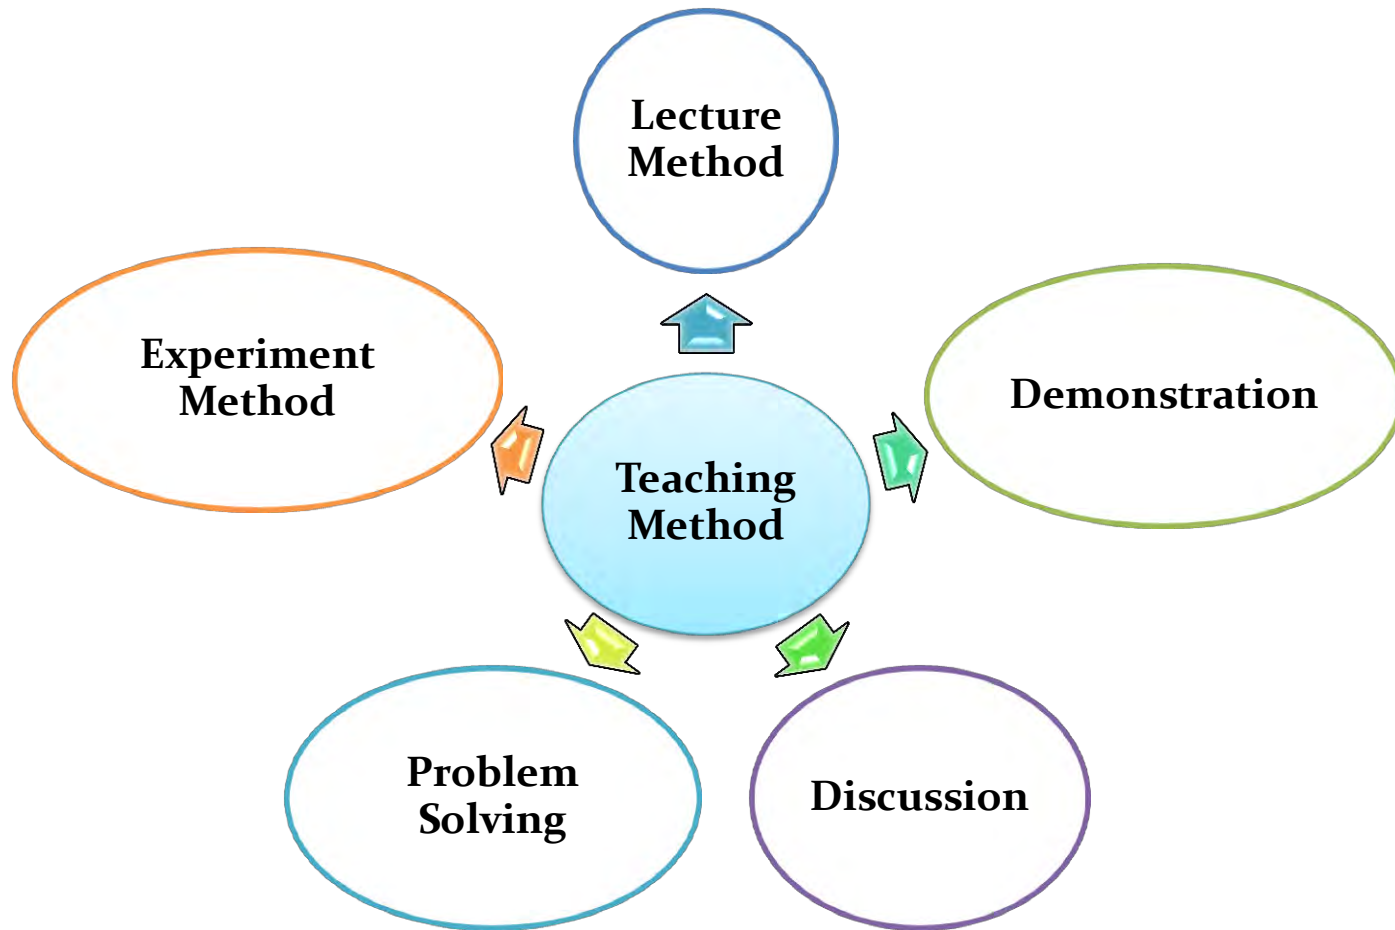 Lecture
Method
Experiment
Method
Demonstration
Teaching
Method
Problem
Solving
Discussion